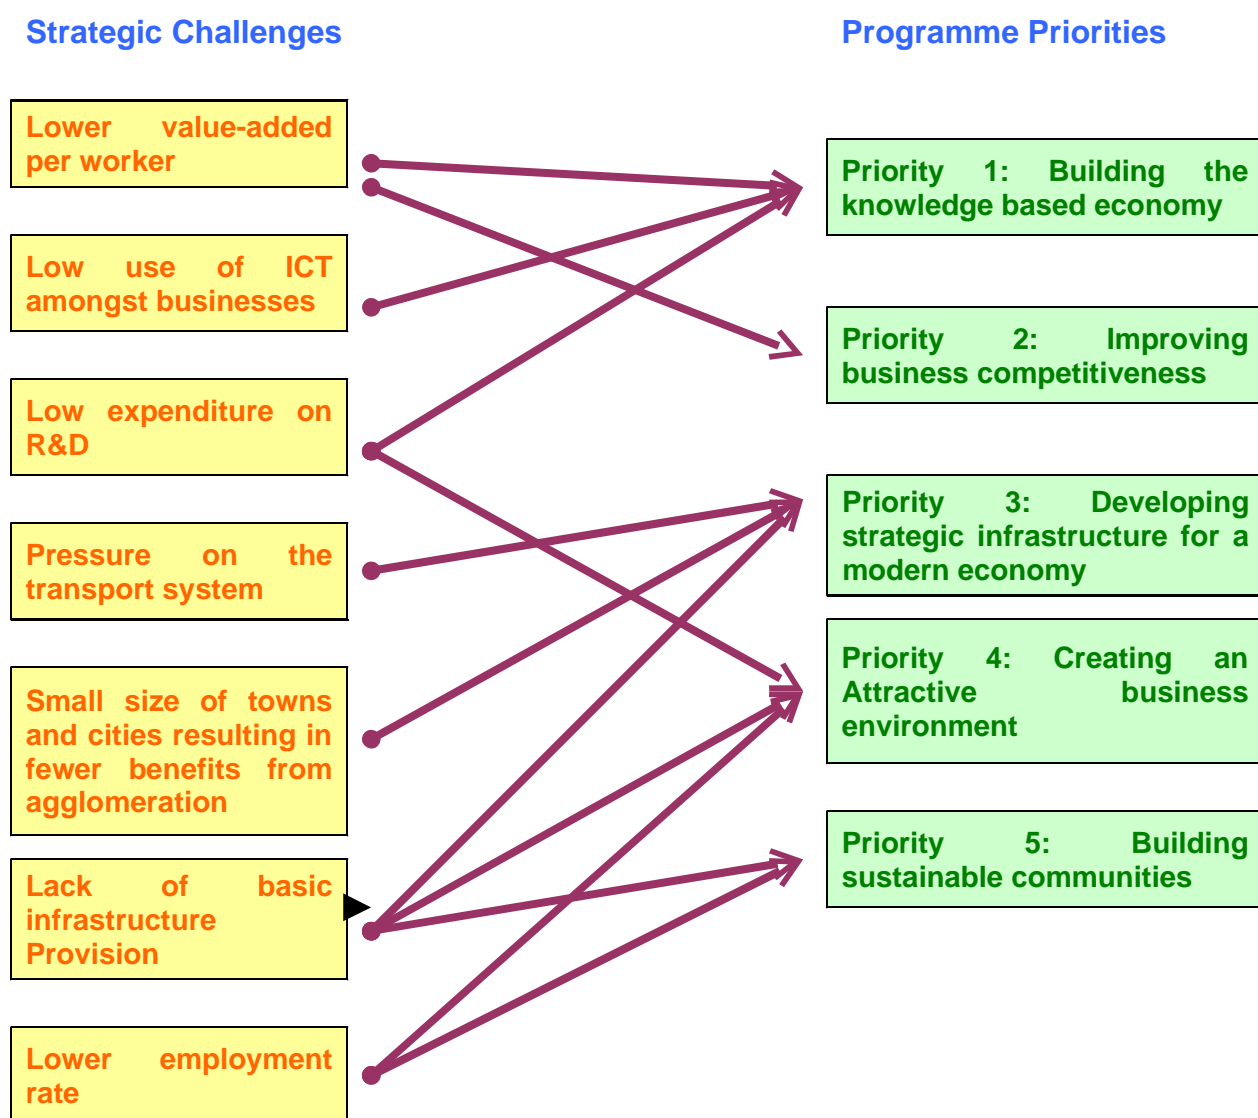 Strategic Challenges
Programme Priorities
Lower value-added
per worker
Low use of ICT
amongst businesses
Low expenditure on
R&D
Pressure on the
transport system
Small size of towns
and cities resulting in
fewer benefits from
agglomeration
Lack of basic
infrastructure
Provision
Lower employment
rate
Priority 1: Building the
knowledge based economy
Priority 2: Improving
business competitiveness
Priority 3: Developing
strategic infrastructure for a
modern economy
Priority 4: Creating an
Attractive business
environment
Priority 5: Building
sustainable communities